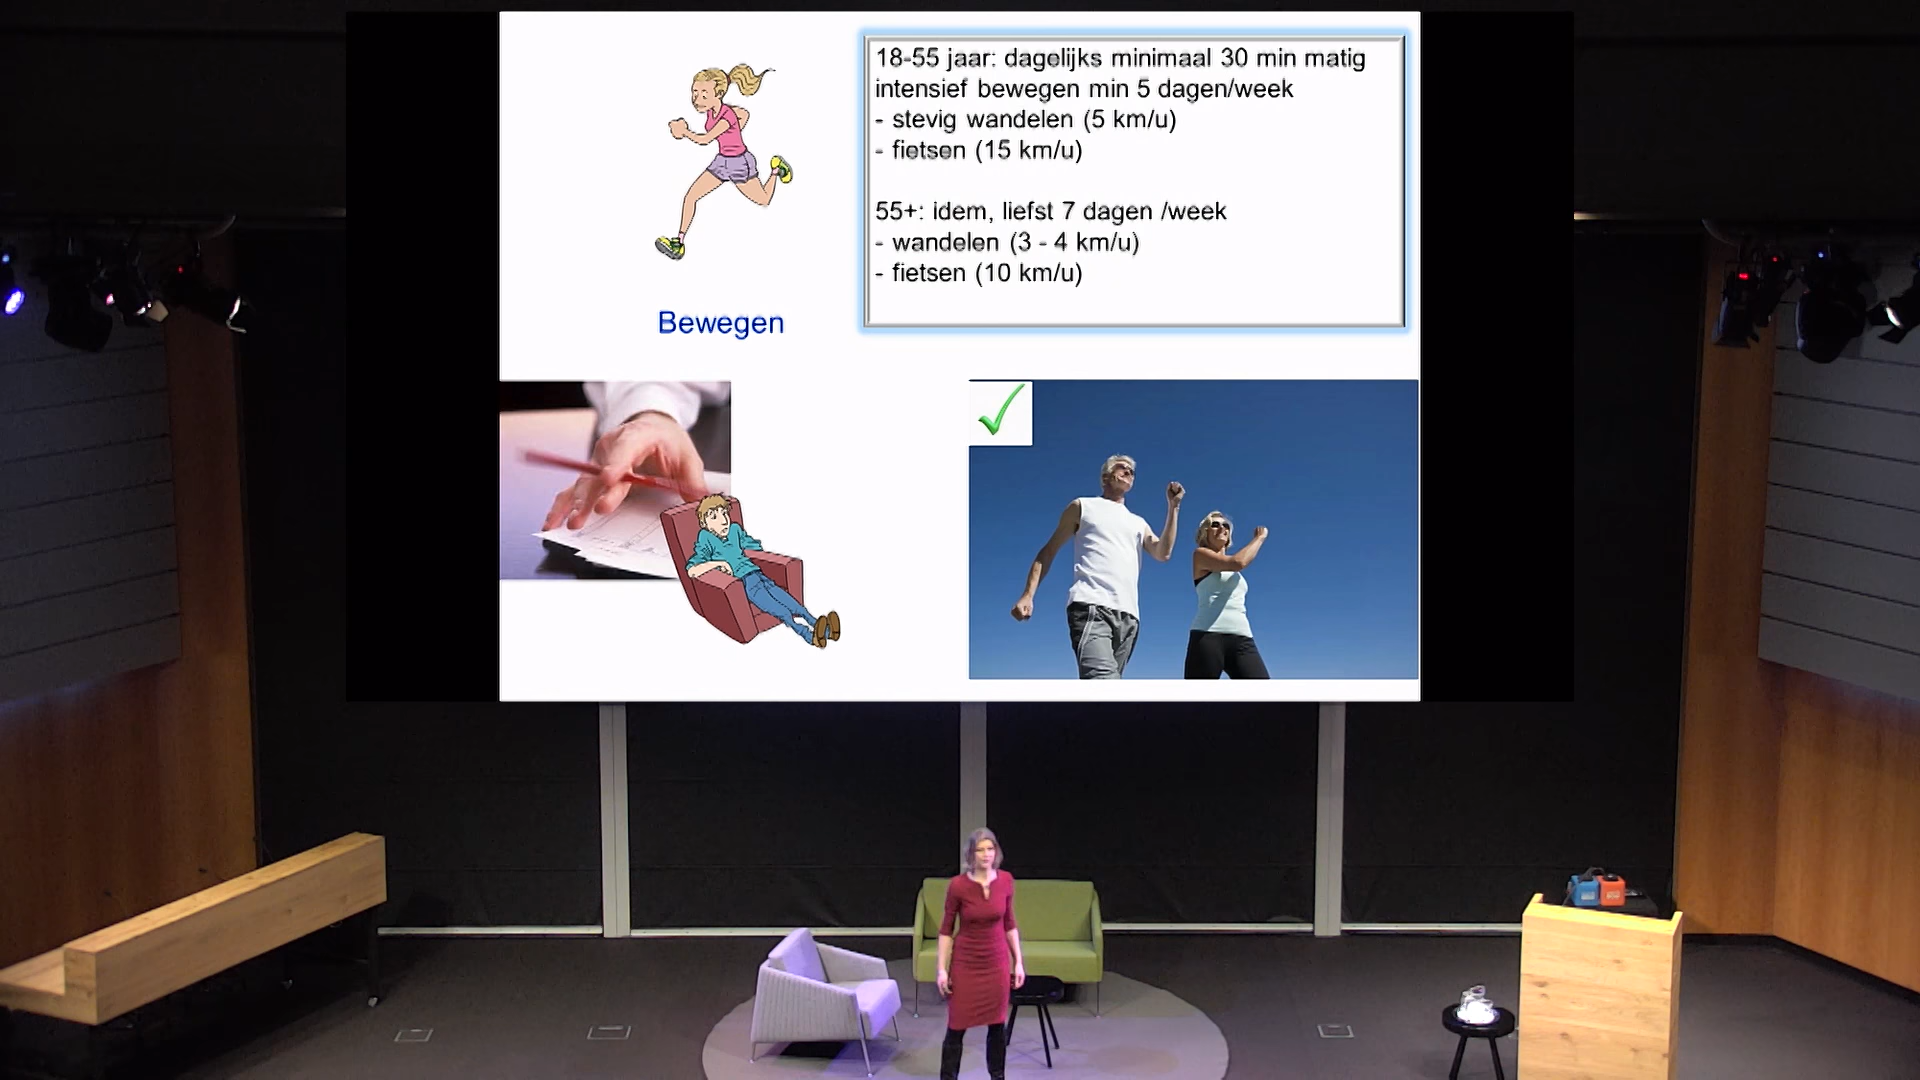 18-55 jaar: dagelijks minimaal 30 min matig
intensief bewegen min 5 dagen/week
- stevig wandelen (5 km/u)
- fietsen (15 km/u)
55+: idem, liefst 7 dagen /week
- wandelen (3 - 4 km/u)
- fietsen (10 km/u)
Bewegen